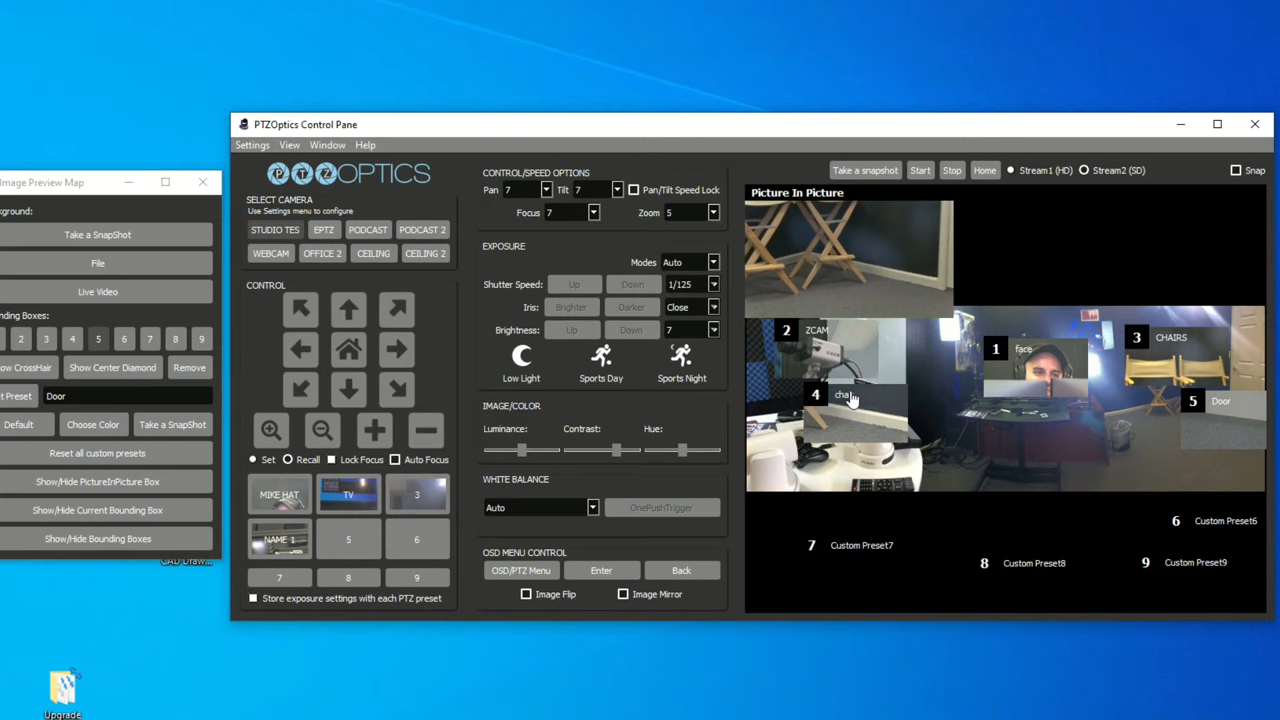 Image Preview Map
kground:
Take a SnapShot
File
Live Video
nding Boxes:
2 3 4 5 6 7 8 9
ow CrossHair Show Center Diamond Remove
t Preset Door
Default Choose Color Take a SnapShot
Reset all custom presets
Show/Hide PictureInPicture Box
Show/Hide Current Bounding Box
Show/Hide Bounding Boxes
CAD Draw...
Upgrade
PTZOptics Control Pane
Settings View Window Help
PTZOPTICS
SELECT CAMERA
Use Settings menu to configure
STUDIO TES EPTZ PODCAST PODCAST 2
WEBCAM OFFICE 2 CEILING CEILING 2
CONTROL
Set Recall Lock Focus Auto Focus
MIKE HAT TV 3
NAME 1 5 6
7 8 9
Store exposure settings with each PTZ preset
CONTROL/SPEED OPTIONS
Pan 7 Tilt 7 Pan/Tilt Speed Lock
Focus 7 Zoom 5
EXPOSURE
Modes Auto
Shutter Speed: Up Down 1/125
Iris: Brighter Darker Close
Brightness: Up Down 7
Low Light Sports Day Sports Night
IMAGE/COLOR
Luminance: Contrast: Hue:
WHITE BALANCE
Auto OnePushTrigger
OSD MENU CONTROL
OSD/PTZ Menu Enter Back
Image Flip Image Mirror
Take a snapshot Start Stop Home Stream1 (HD) Stream2 (SD) Snap
Picture In Picture
2 ZCAM
1 face
3 CHAIRS
4 chai
5 Door
6 Custom Preset6
7 Custom Preset7
8 Custom Preset8
9 Custom Preset9